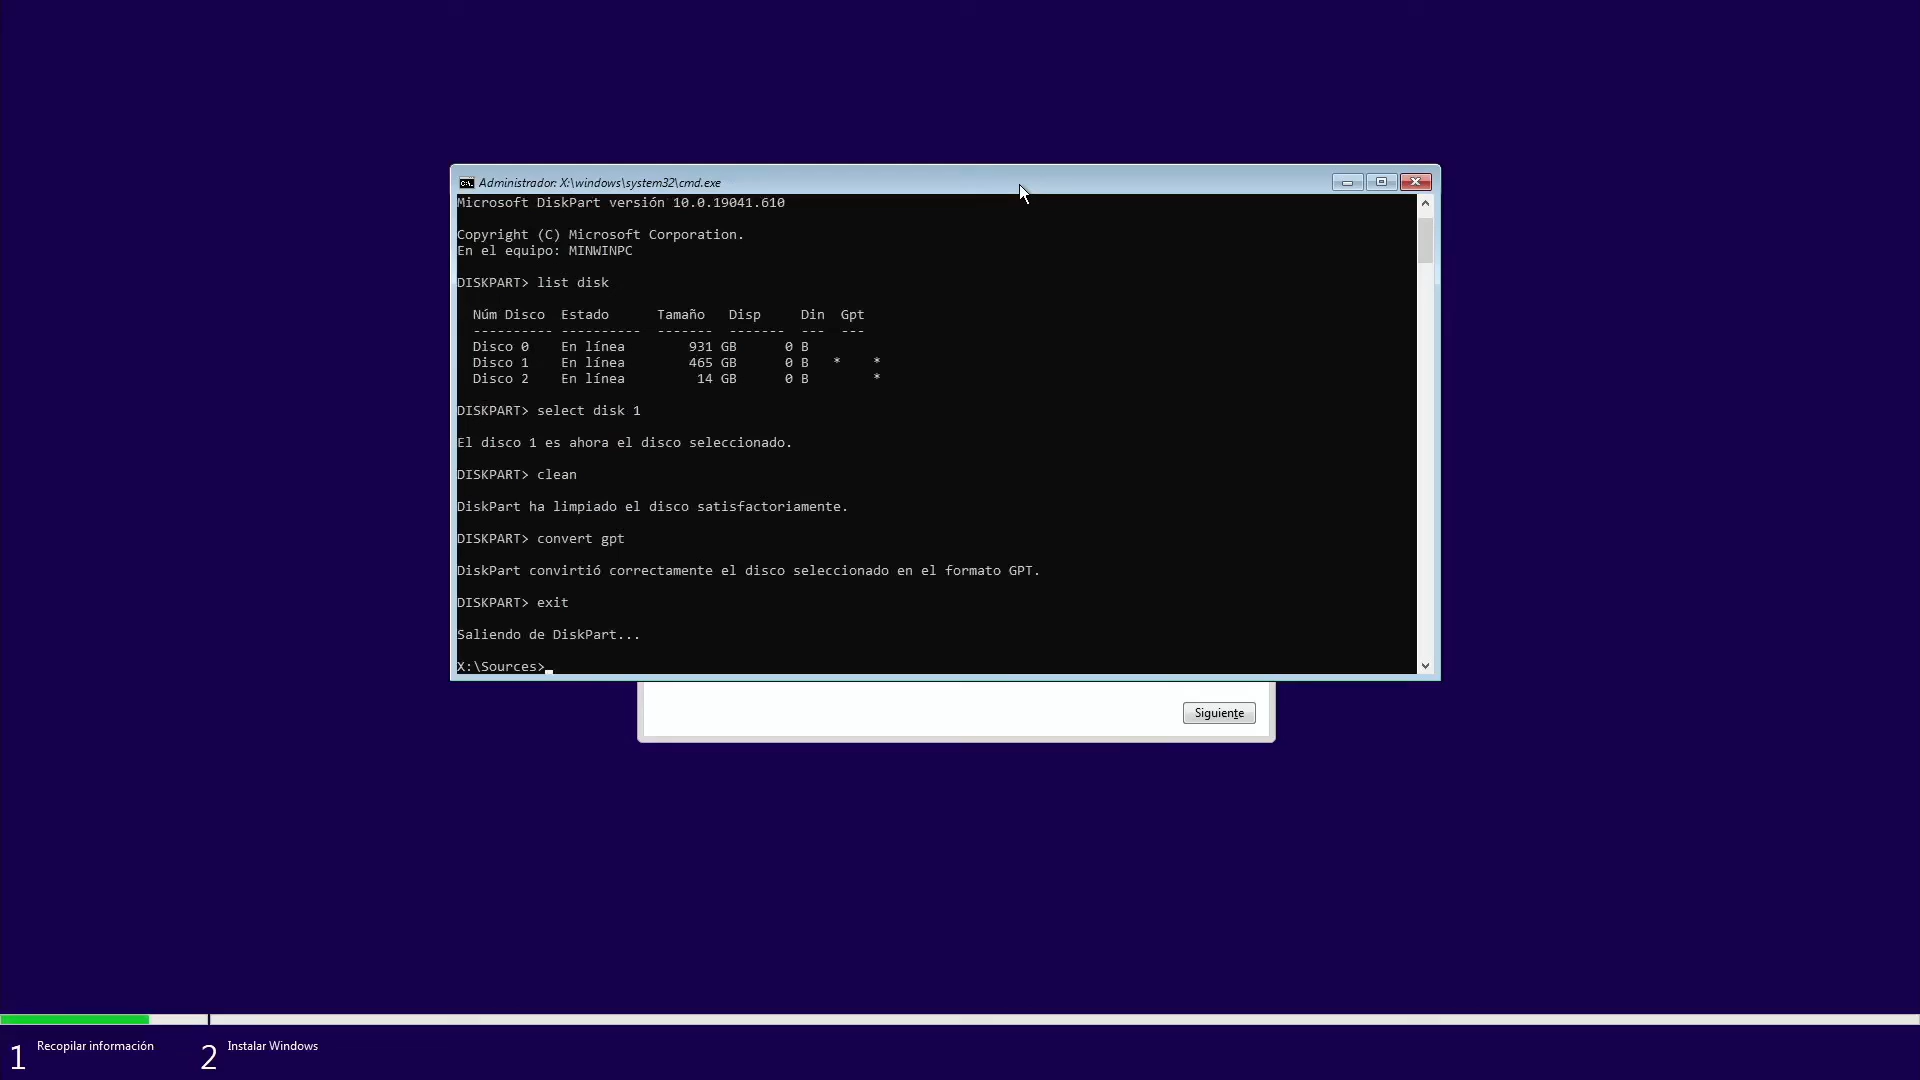 Administrador: X:\windows\system32\cmd.exe
Microsoft DiskPart versión 10.0.19041.610
Copyright (C) Microsoft Corporation.
En el equipo: MINWINPC
DISKPART> list disk
  Núm Disco  Estado      Tamaño   Disp     Din  Gpt
  ---------- ----------  -------  -------  ---  ---
  Disco 0    En línea        931 GB      0 B
  Disco 1    En línea        465 GB      0 B   *    *
  Disco 2    En línea         14 GB      0 B        *
DISKPART> select disk 1
El disco 1 es ahora el disco seleccionado.
DISKPART> clean
DiskPart ha limpiado el disco satisfactoriamente.
DISKPART> convert gpt
DiskPart convirtió correctamente el disco seleccionado en el formato GPT.
DISKPART> exit
Saliendo de DiskPart...
X:\Sources>
Siguiente
1 Recopilar información
2 Instalar Windows